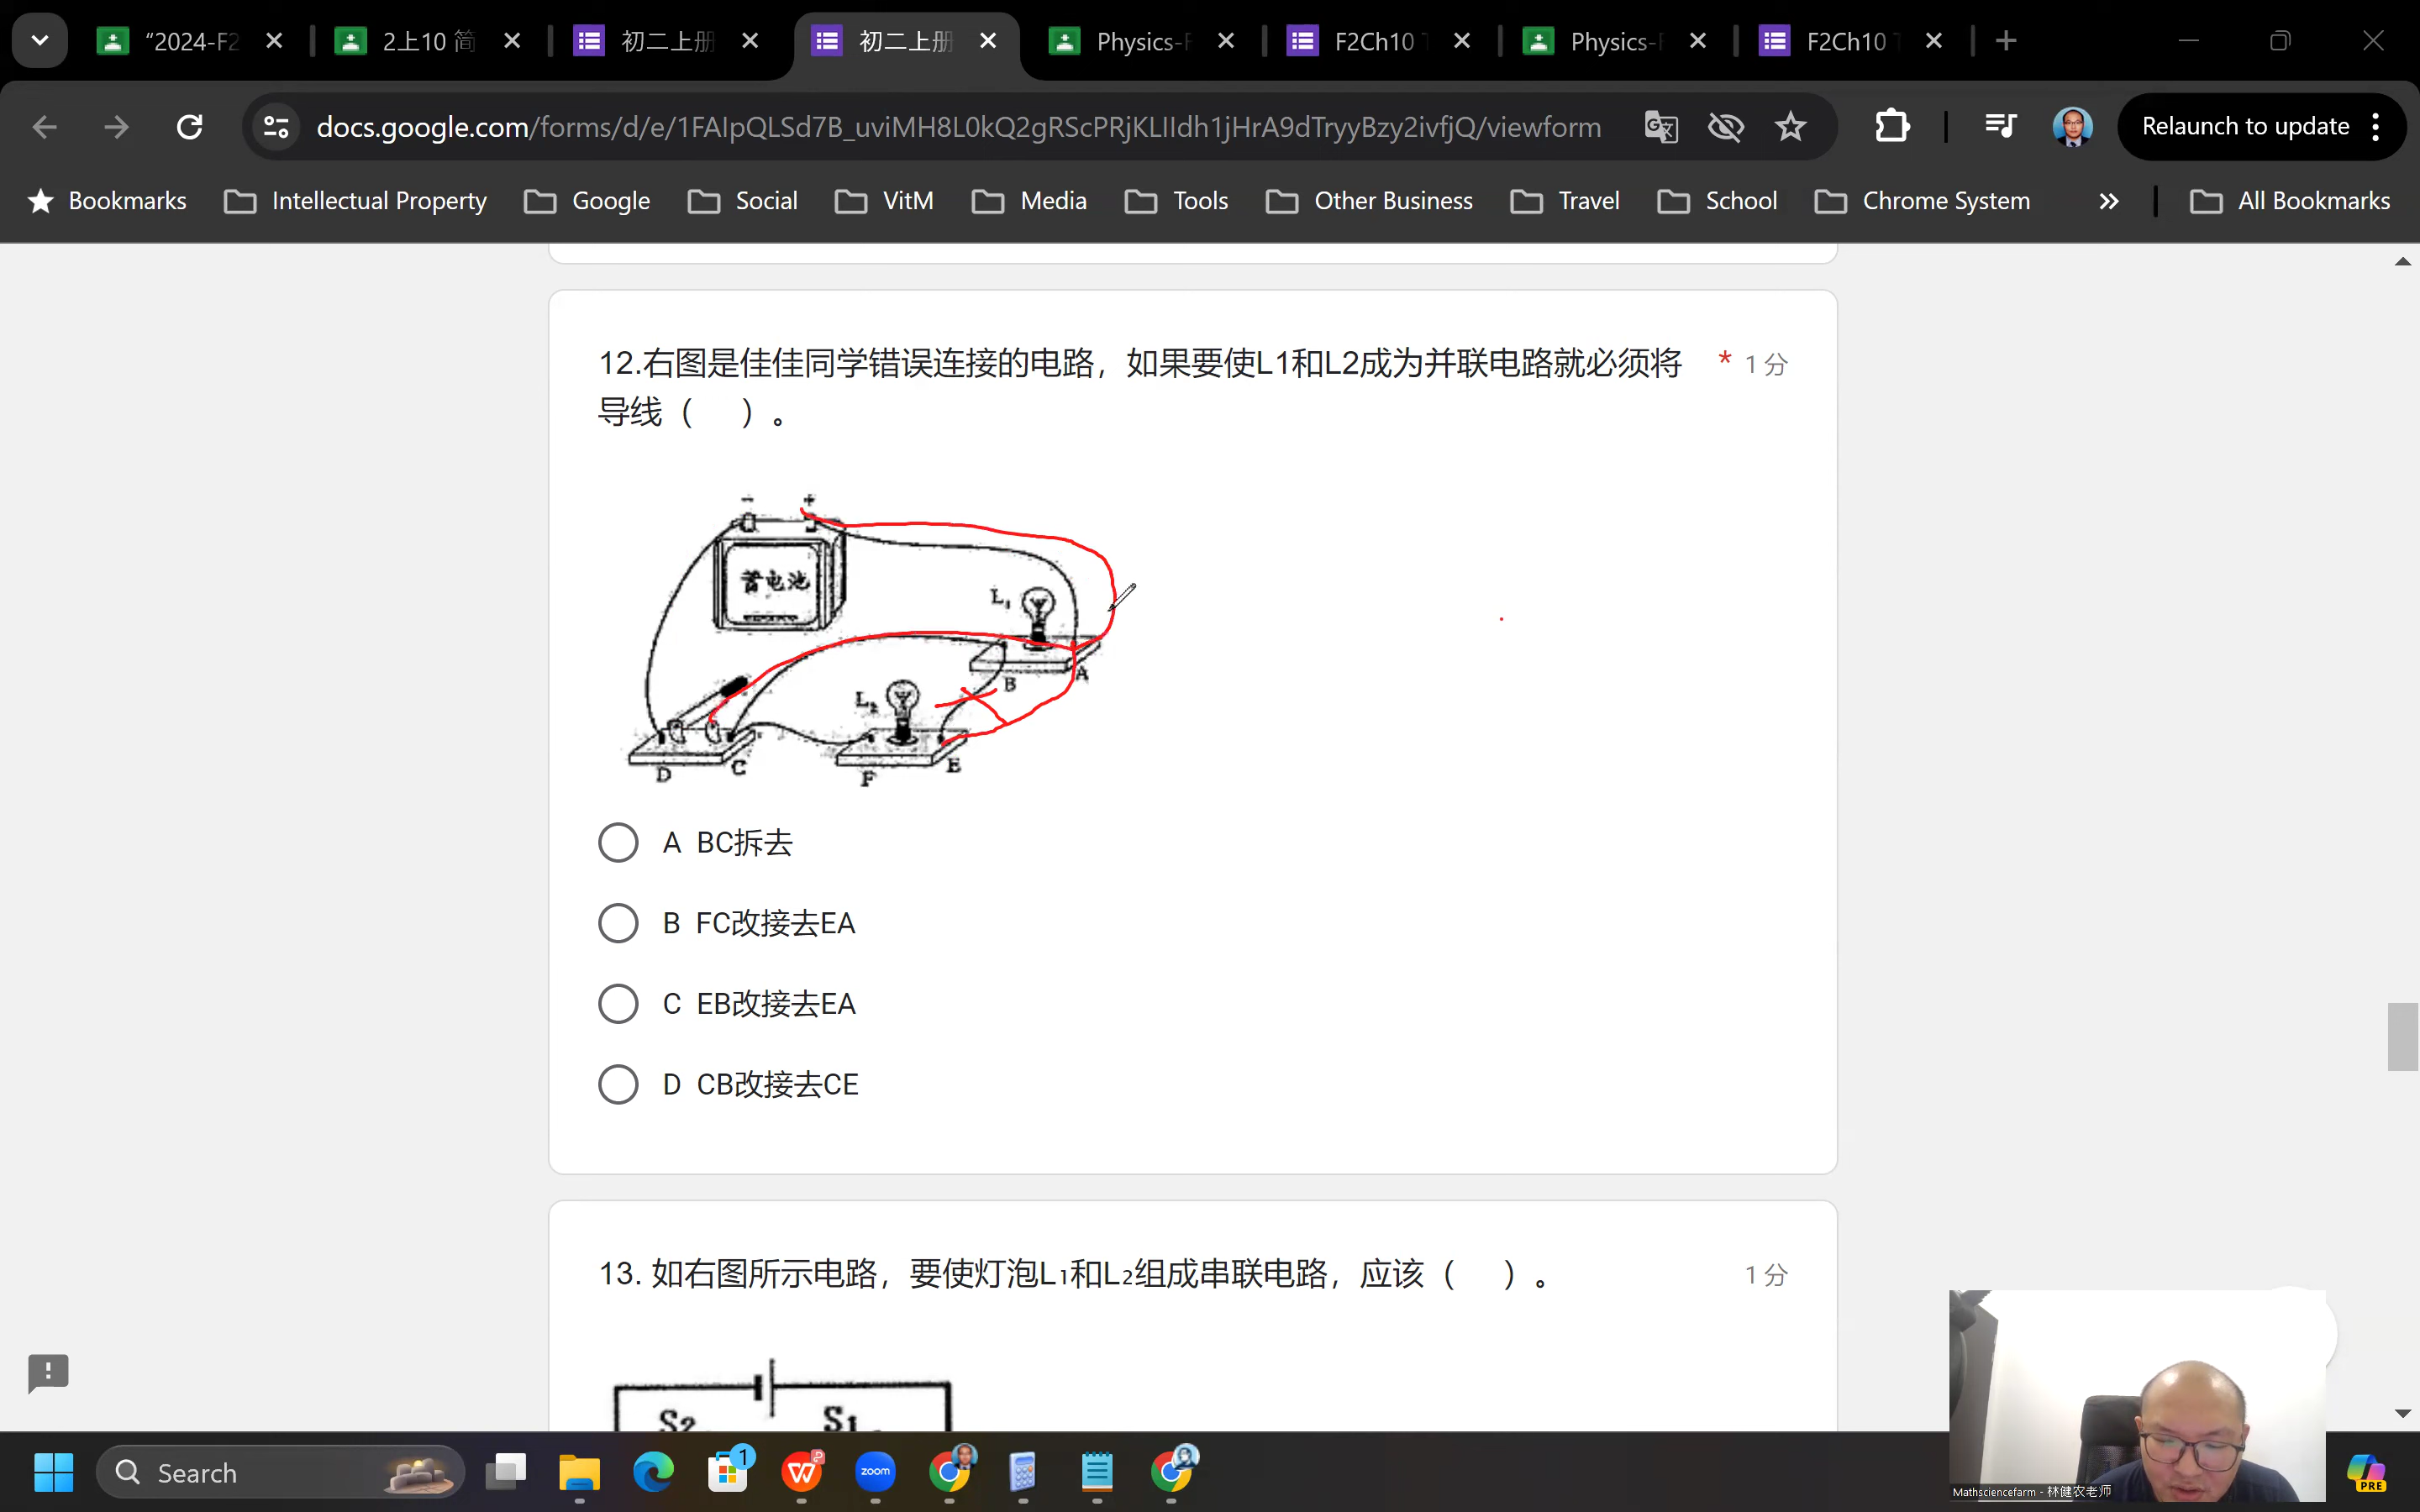 "2024-F2
2上10 简
初二上册
初二上册
Physics-F
F2Ch10 T
Physics-F
F2Ch10 T
docs.google.com/forms/d/e/1FAIpQLSd7B_uviMH8L0kQ2gRScPRjKLIIdh1jHrA9dTryyBzy2ivfjQ/viewform
Relaunch to update
Bookmarks
Intellectual Property
Google
Social
VitM
Media
Tools
Other Business
Travel
School
Chrome System
All Bookmarks
12.右图是佳佳同学错误连接的电路，如果要使L1和L2成为并联电路就必须将
导线（ ）。
* 1 分
- +
蓄电池
L₁
B
A
L₂
D
C
F
E
A BC拆去
B FC改接去EA
C EB改接去EA
D CB改接去CE
13. 如右图所示电路，要使灯泡L₁和L₂组成串联电路，应该（ ）。
1 分
S2
S1
Mathsciencefarm - 林健农老师
Search
1
zoom
PRE